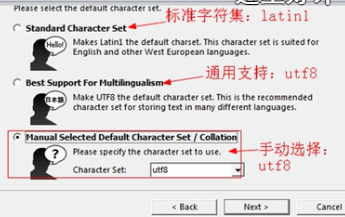 Please select the default character set.
标准字符集：latin1
Standard Character Set
Hello!
Makes Latin1 the default charset. This character set is suited for
English and other West European languages.
通用支持：utf8
Best Support For Multilingualism
日本語
Make UTF8 the default character set. This is the recommended
character set for storing text in many different languages.
Manual Selected Default Character Set / Collation
?
Please specify the character set to use.
手动选择：
utf8
Character Set: utf8
< Back Next > Cancel